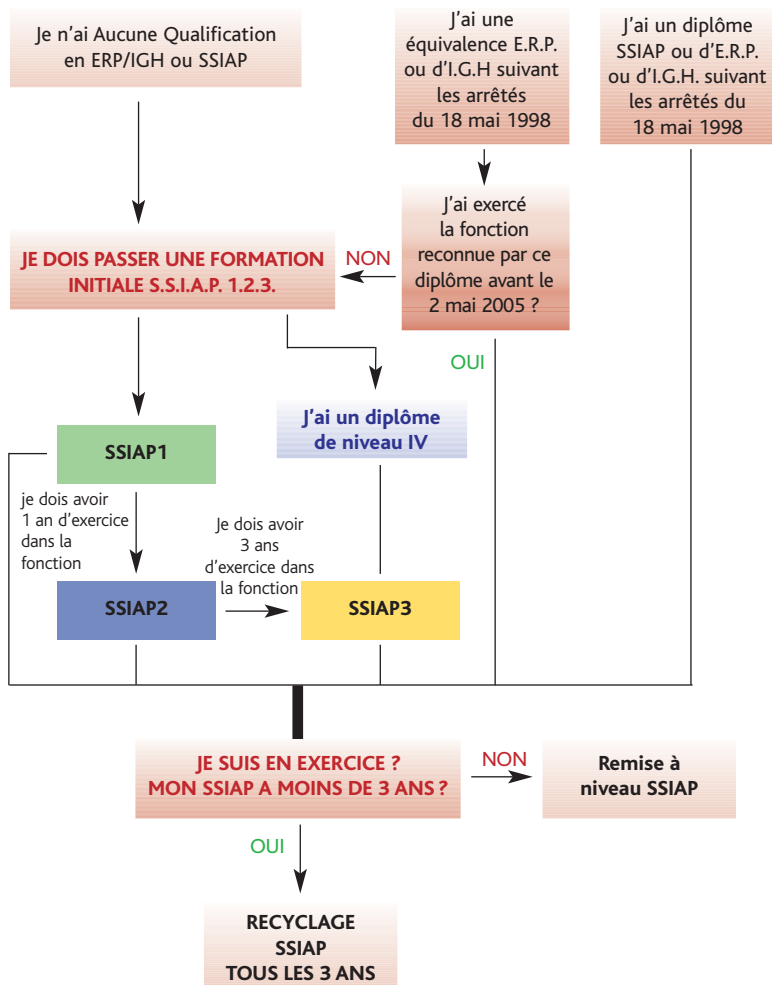 Je n'ai Aucune Qualification
en ERP/IGH ou SSIAP
J'ai une
équivalence E.R.P.
ou d'I.G.H suivant
les arrêtés
du 18 mai 1998
J'ai un diplôme
SSIAP ou d'E.R.P.
ou d'I.G.H. suivant
les arrêtés du
18 mai 1998
J'ai exercé
la fonction
reconnue par ce
diplôme avant le
2 mai 2005 ?
NON
JE DOIS PASSER UNE FORMATION
INITIALE S.S.I.A.P. 1.2.3.
OUI
J'ai un diplôme
de niveau IV
SSIAP1
je dois avoir
1 an d'exercice
dans la
fonction
Je dois avoir
3 ans
d'exercice dans
la fonction
SSIAP2
SSIAP3
JE SUIS EN EXERCICE ?
MON SSIAP A MOINS DE 3 ANS ?
NON
Remise à
niveau SSIAP
OUI
RECYCLAGE
SSIAP
TOUS LES 3 ANS